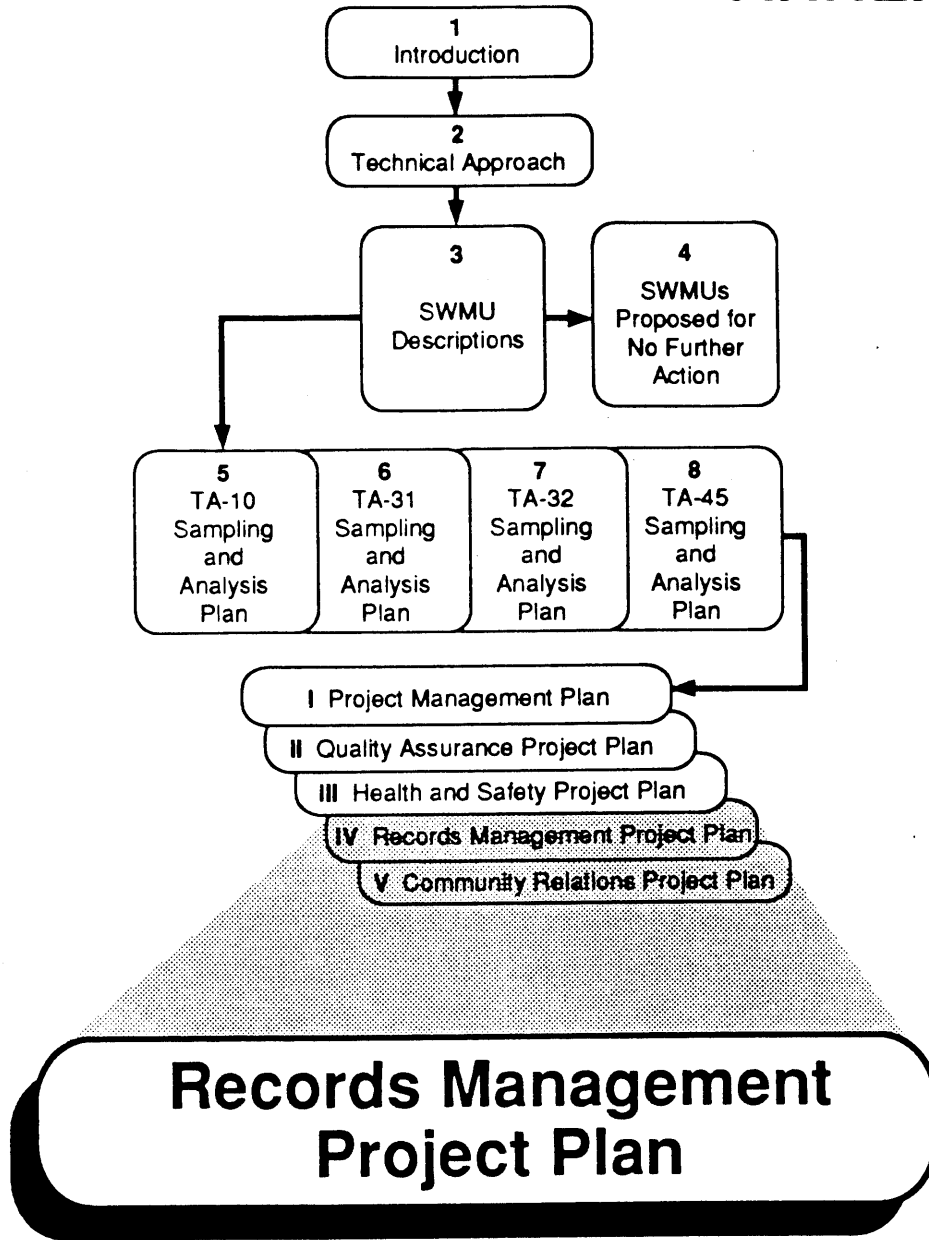 1
Introduction
2
Technical Approach
3
SWMU
Descriptions
4
SWMUs
Proposed for
No Further
Action
5
TA-10
Sampling
and
Analysis
Plan
6
TA-31
Sampling
and
Analysis
Plan
7
TA-32
Sampling
and
Analysis
Plan
8
TA-45
Sampling
and
Analysis
Plan
I Project Management Plan
II Quality Assurance Project Plan
III Health and Safety Project Plan
IV Records Management Project Plan
V Community Relations Project Plan
Records Management
Project Plan